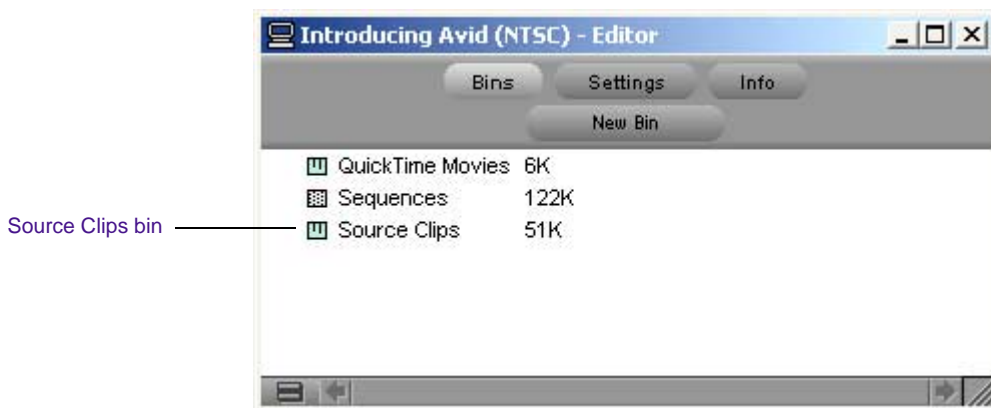 Introducing Avid (NTSC) - Editor
Bins Settings Info
New Bin
QuickTime Movies 6K
Sequences 122K
Source Clips bin Source Clips 51K